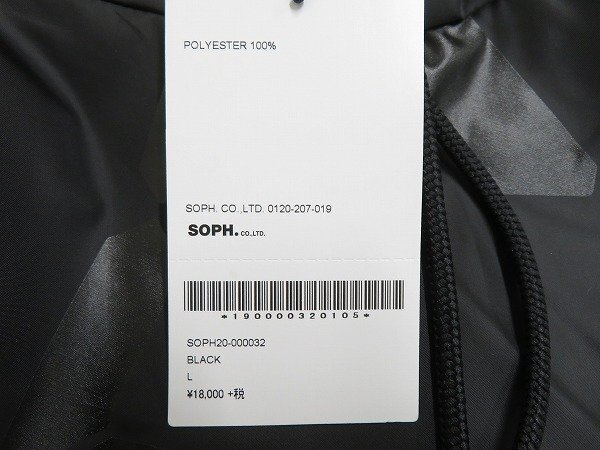 POLYESTER 100%
SOPH. CO.,LTD. 0120-207-019
SOPH. CO.,LTD.
*190000320105*
SOPH20-000032
BLACK
L
¥18,000 +税